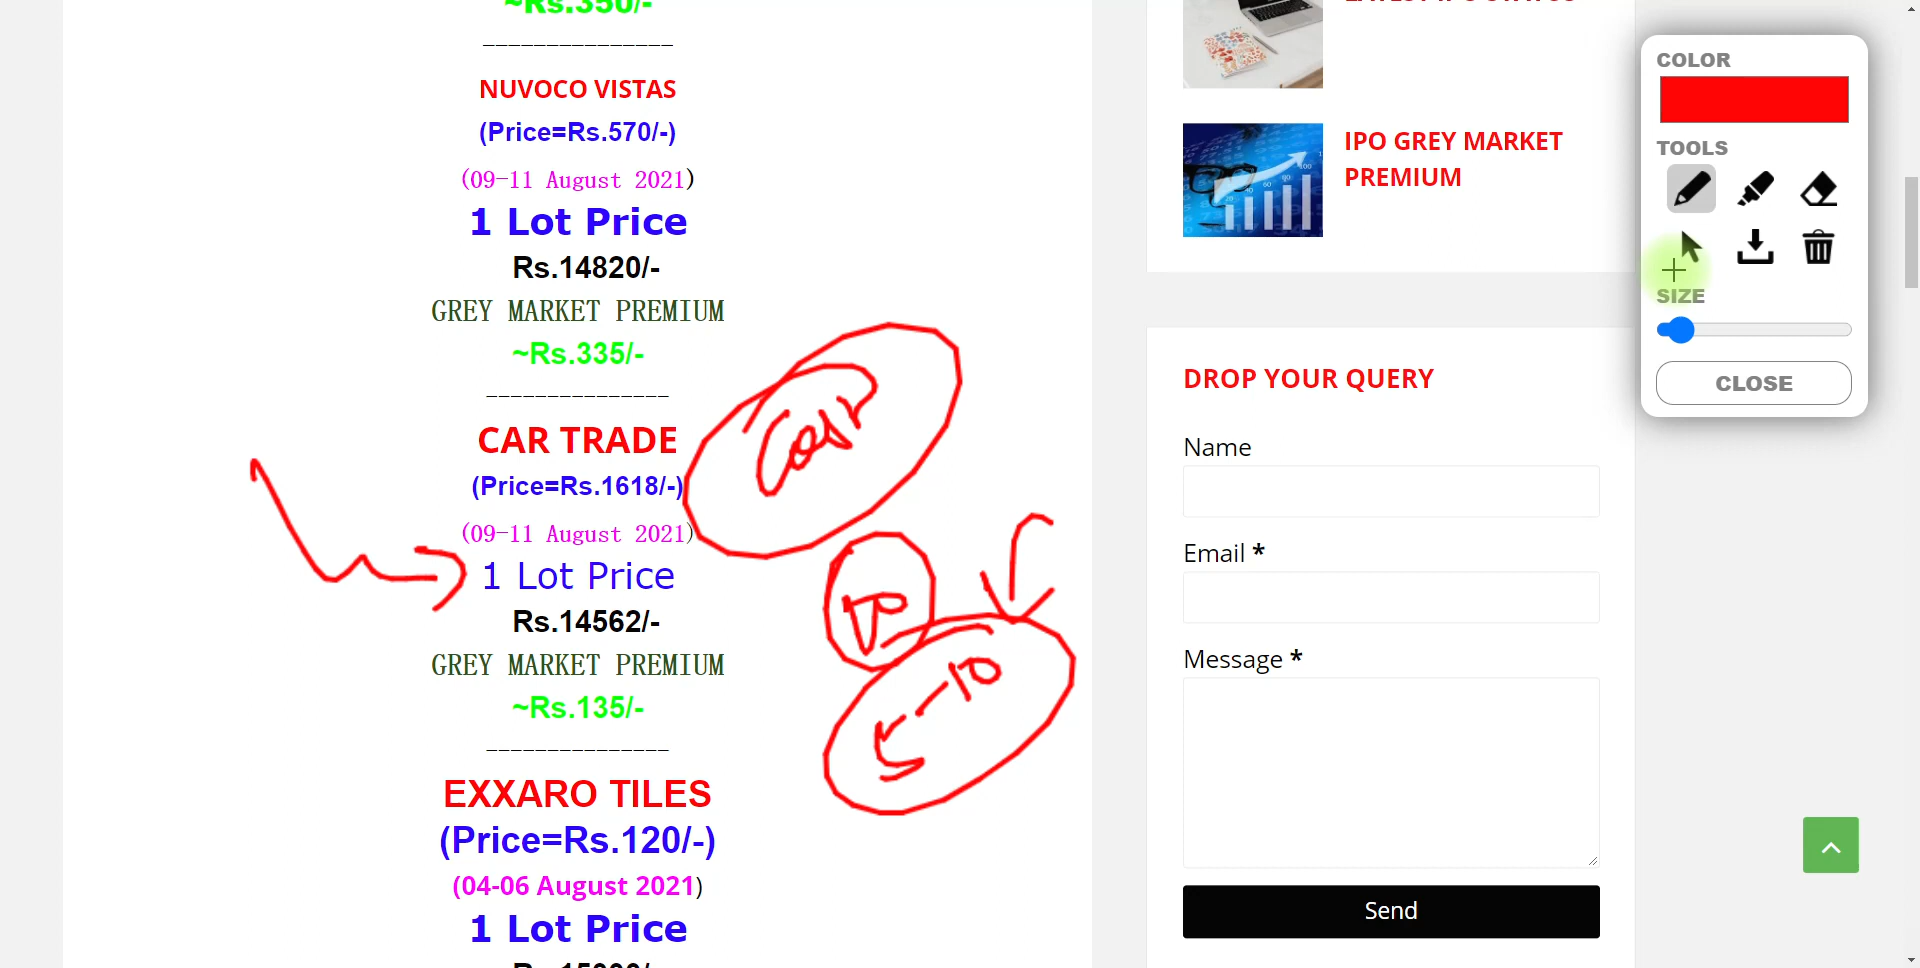 ~Rs.350/-
---------------
NUVOCO VISTAS
(Price=Rs.570/-)
(09-11 August 2021)
1 Lot Price
Rs.14820/-
GREY MARKET PREMIUM
~Rs.335/-
---------------
CAR TRADE
(Price=Rs.1618/-)
(09-11 August 2021)
1 Lot Price
Rs.14562/-
GREY MARKET PREMIUM
~Rs.135/-
---------------
EXXARO TILES
(Price=Rs.120/-)
(04-06 August 2021)
1 Lot Price
5-10
IPO GREY MARKET
PREMIUM
DROP YOUR QUERY
Name
Email *
Message *
Send
COLOR
TOOLS
SIZE
CLOSE